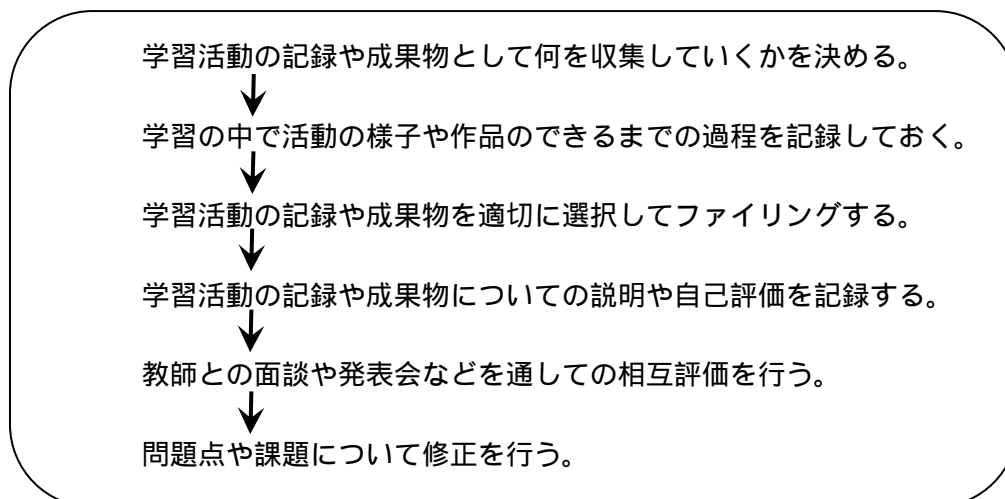 学習活動の記録や成果物として何を収集していくかを決める。
学習の中で活動の様子や作品のできるまでの過程を記録しておく。
学習活動の記録や成果物を適切に選択してファイリングする。
学習活動の記録や成果物についての説明や自己評価を記録する。
教師との面談や発表会などを通しての相互評価を行う。
問題点や課題について修正を行う。